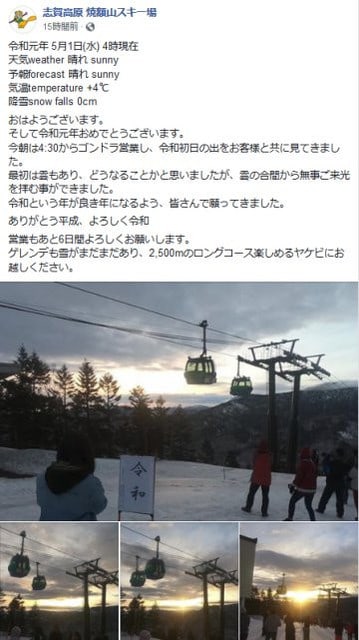 志賀高原 焼額山スキー場
15時間前
令和元年 5月1日(水) 4時現在
天気weather 晴れ sunny
予報forecast 晴れ sunny
気温temperature +4℃
降雪snow falls 0cm
おはようございます。
そして令和元年おめでとうございます。
今朝は4:30からゴンドラ営業し、令和初日の出をお客様と共に見てきまし
た。
最初は雲もあり、どうなることかと思いましたが、雲の合間から無事ご来光
を拝む事ができました。
令和という年が良き年になるよう、皆さんで願ってきました。
ありがとう平成、よろしく令和
営業もあと6日間よろしくお願いします。
ゲレンデも雪がまだまだあり、2,500mのロングコース楽しめるヤケビにお
越しください。
令和